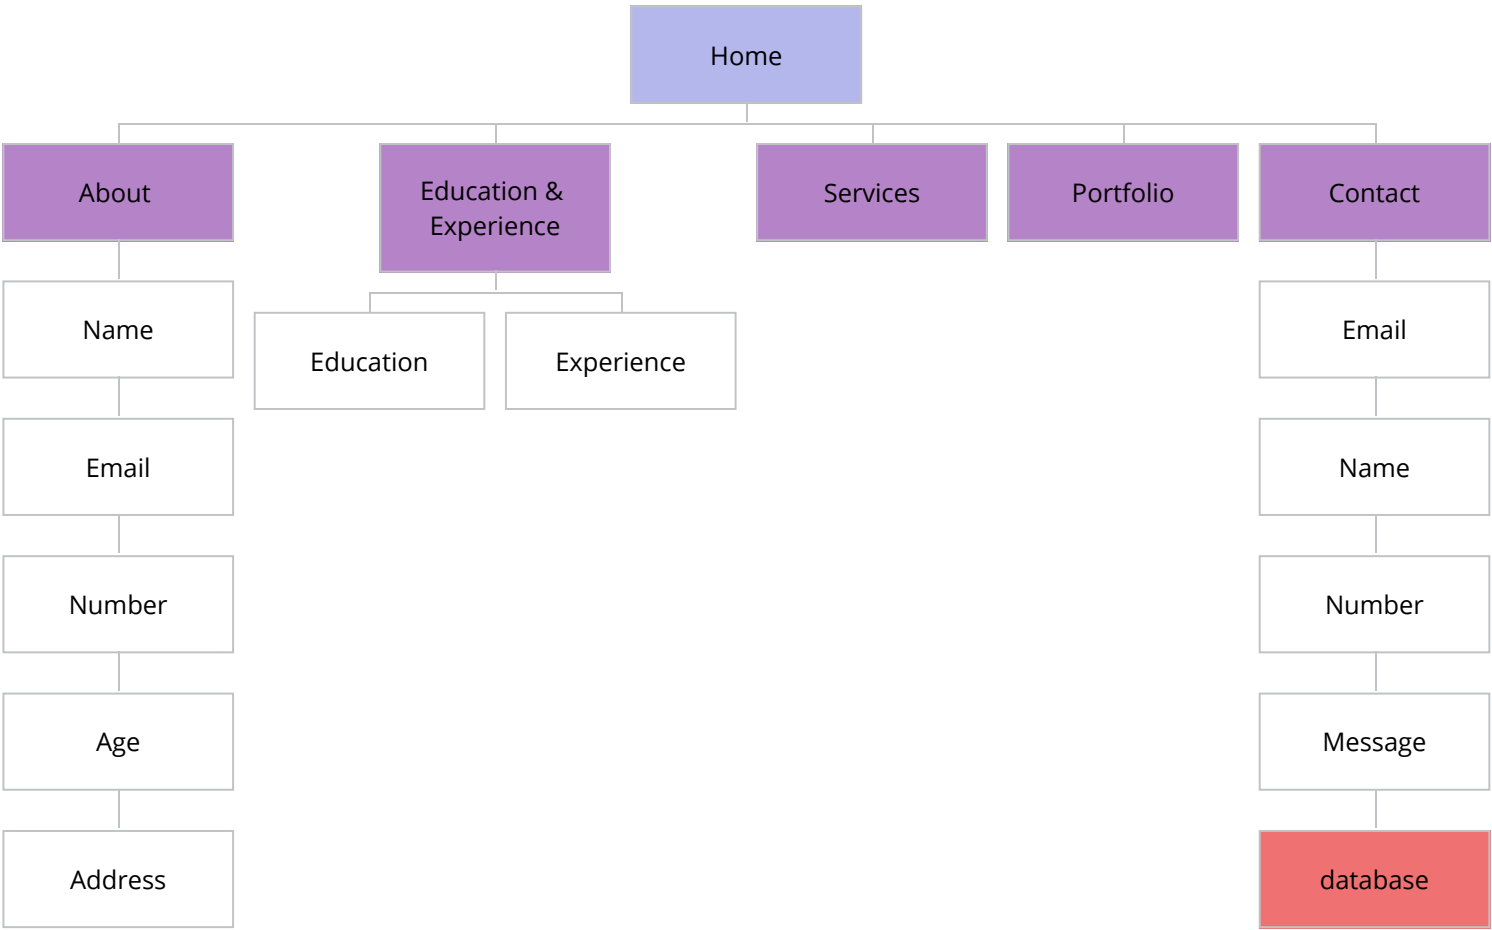 Home
About
Education &
Experience
Services
Portfolio
Contact
Name
Education
Experience
Email
Email
Name
Number
Number
Age
Message
Address
database